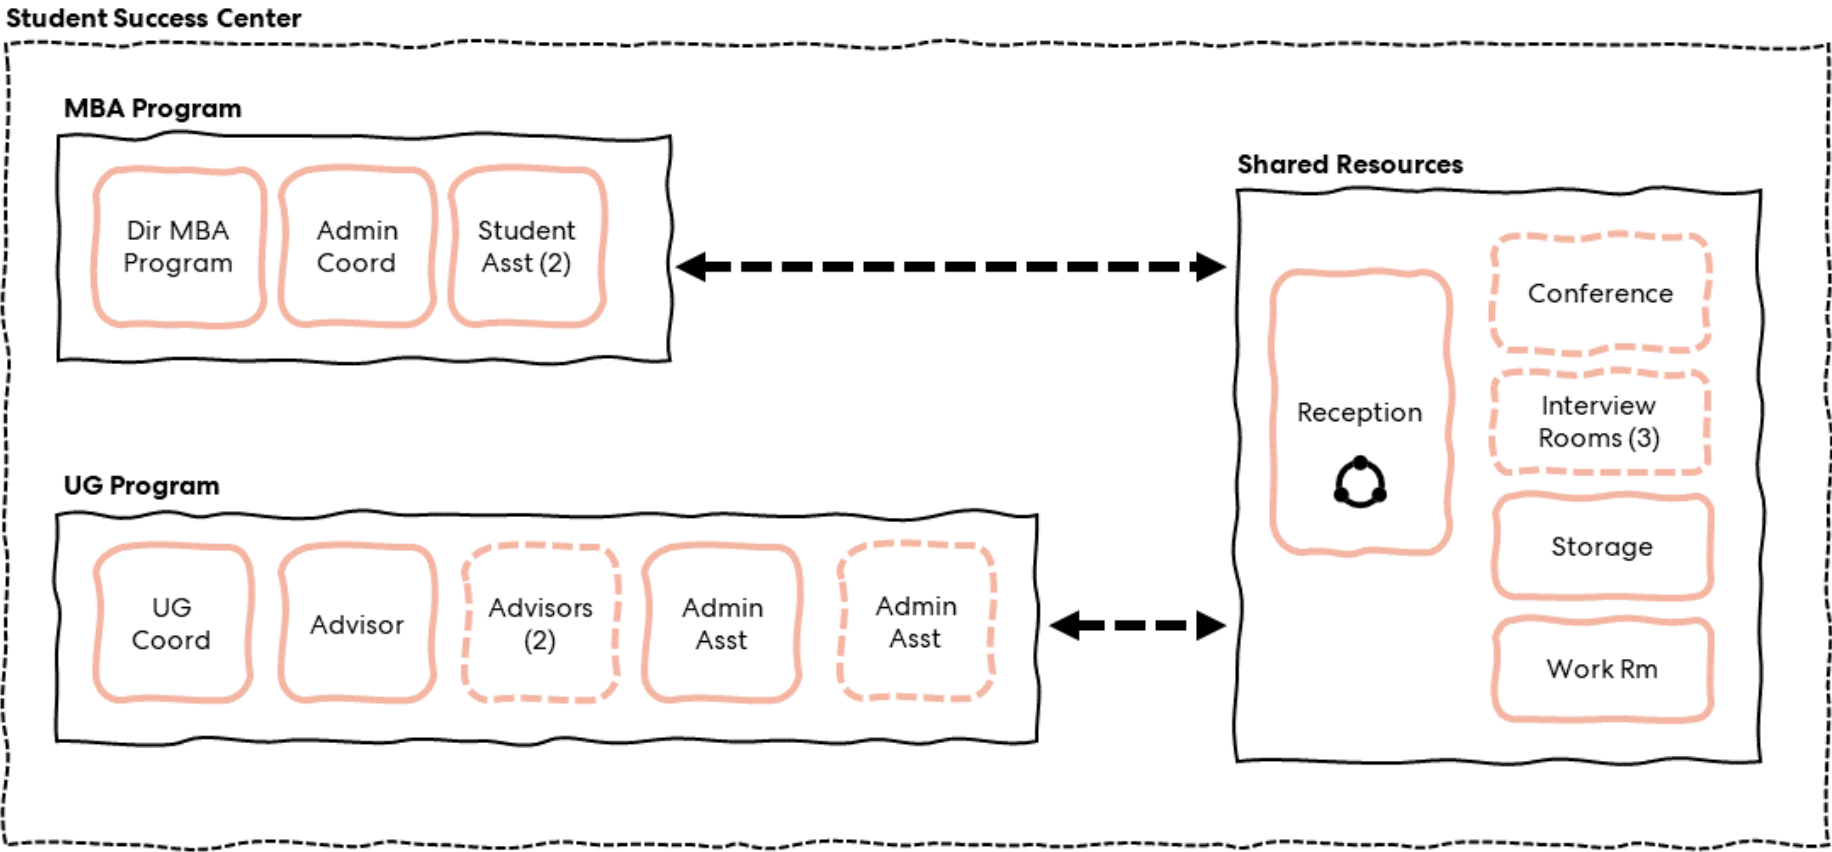 Student Success Center
MBA Program
Dir MBA
Program
Admin
Coord
Student
Asst (2)
UG Program
UG
Coord
Advisor
Advisors
(2)
Admin
Asst
Admin
Asst
Shared Resources
Reception
Conference
Interview
Rooms (3)
Storage
Work Rm